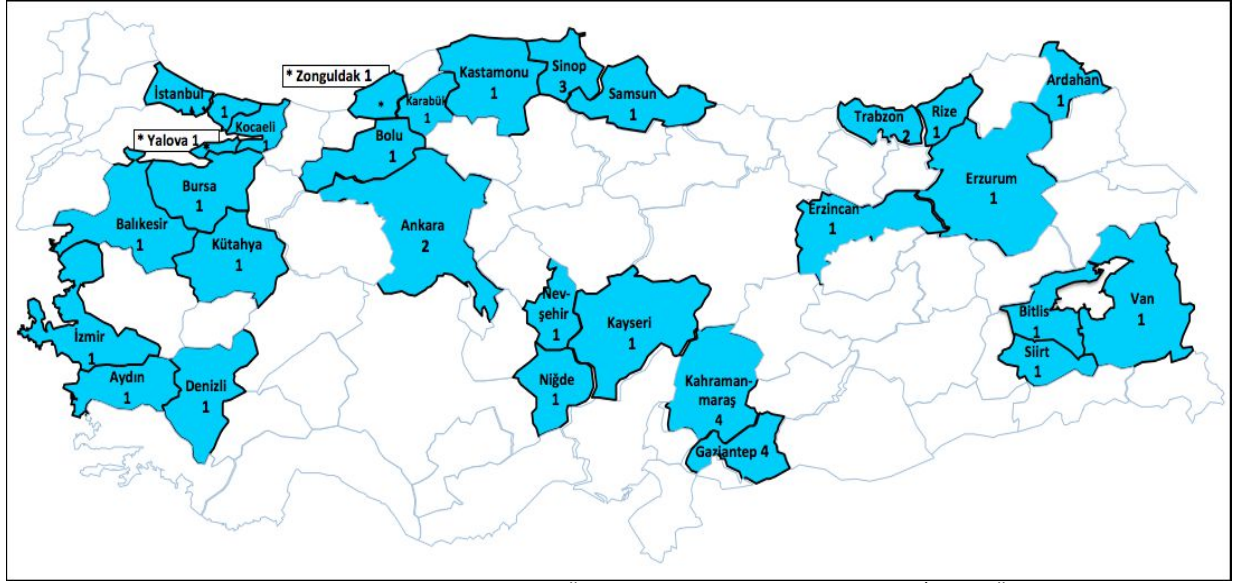 * Zonguldak 1
İstanbul
1
Kocaeli
1
* Yalova 1
*
*
Karabük
1
Kastamonu
1
Sinop
3
Samsun
1
Trabzon
2
Rize
1
Ardahan
1
Bolu
1
Bursa
1
Balıkesir
1
Kütahya
1
Ankara
2
Erzincan
1
Erzurum
1
Nev-
şehir
1
Kayseri
1
Niğde
1
Kahraman-
maraş
4
Gaziantep 4
Bitlis
1
Siirt
1
Van
1
İzmir
1
Aydın
1
Denizli
1